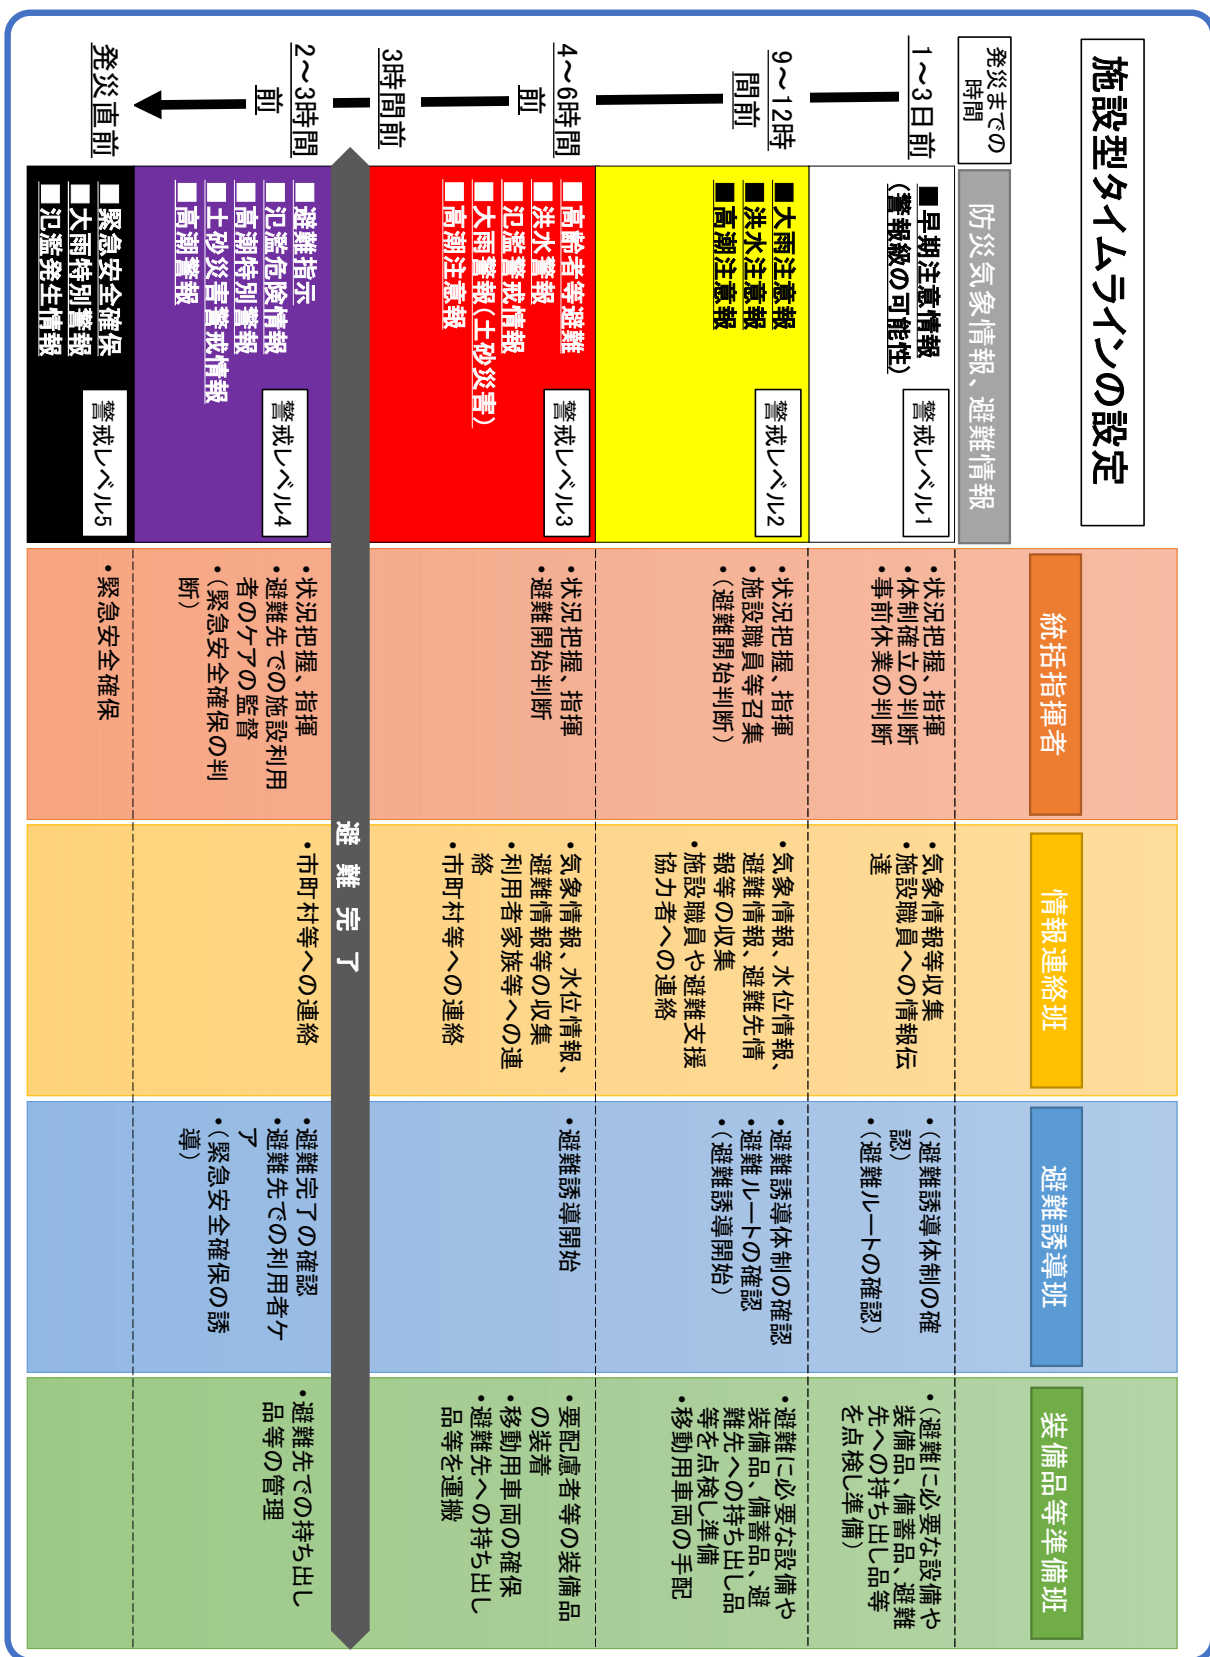 施設型タイムラインの設定
発災までの
時間
防災気象情報、避難情報
統括指揮者
情報連絡班
避難誘導班
装備品等準備班
1～3日前
■早期注意情報
（警報級の可能性）
警戒レベル1
・状況把握、指揮
・体制確立の判断
・事前休業の判断
・気象情報等収集
・施設職員への情報伝
達
・（避難誘導体制の確
認）
・（避難ルートの確認）
・（避難に必要な設備や
装備品、備蓄品、避難
先への持ち出し品等
を点検し準備）
9～12時
間前
■大雨注意報
■洪水注意報
■高潮注意報
警戒レベル2
・状況把握、指揮
・施設職員等召集
・（避難開始判断）
・気象情報、水位情報、
避難情報、避難先情
報等の収集
・施設職員や避難支援
協力者への連絡
・避難誘導体制の確認
・避難ルートの確認
・（避難誘導開始）
・避難に必要な設備や
装備品、備蓄品、避
難先への持ち出し品
等を点検し準備
・移動用車両の手配
4～6時間
前
■高齢者等避難
■洪水警報
■氾濫警戒情報
■大雨警報（土砂災害）
■高潮注意報
警戒レベル3
・状況把握、指揮
・避難開始判断
・気象情報、水位情報、
避難情報等の収集
・利用者家族等への連
絡
・市町村等への連絡
・避難誘導開始
・要配慮者等の装備品
の装着
・移動用車両の確保
・避難先への持ち出し
品等を運搬
3時間前
避難完了
2～3時間
前
■避難指示
■氾濫危険情報
■高潮特別警報
■土砂災害警戒情報
■高潮警報
警戒レベル4
・状況把握、指揮
・避難先での施設利用
者のケアの監督
・（緊急安全確保の判
断）
・市町村等への連絡
・避難完了の確認
・避難先での利用者ケ
ア
・（緊急安全確保の誘
導）
・避難先での持ち出し
品等の管理
発災直前
■緊急安全確保
■大雨特別警報
■氾濫発生情報
警戒レベル5
・緊急安全確保